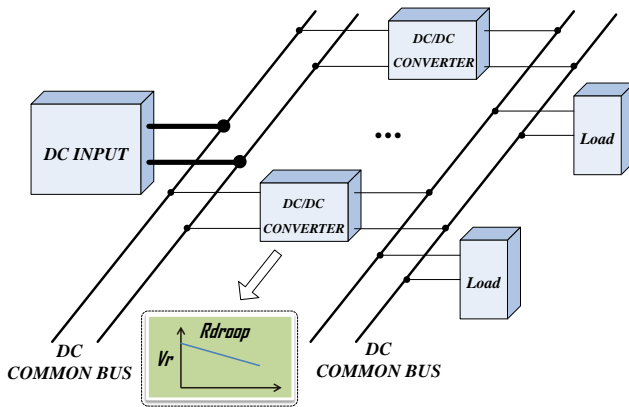 DC/DC
CONVERTER
DC INPUT
Load
DC/DC
CONVERTER
Load
Rdroop
Vr
DC
COMMON BUS
DC
COMMON BUS